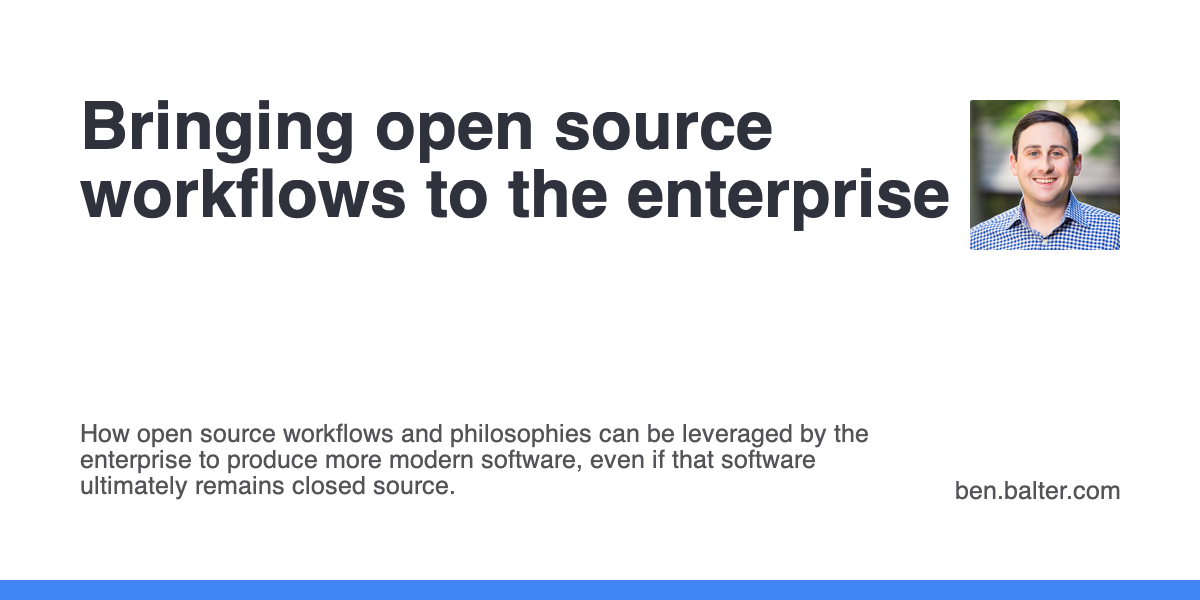 Bringing open source
workflows to the enterprise
How open source workflows and philosophies can be leveraged by the
enterprise to produce more modern software, even if that software
ultimately remains closed source.
ben.balter.com